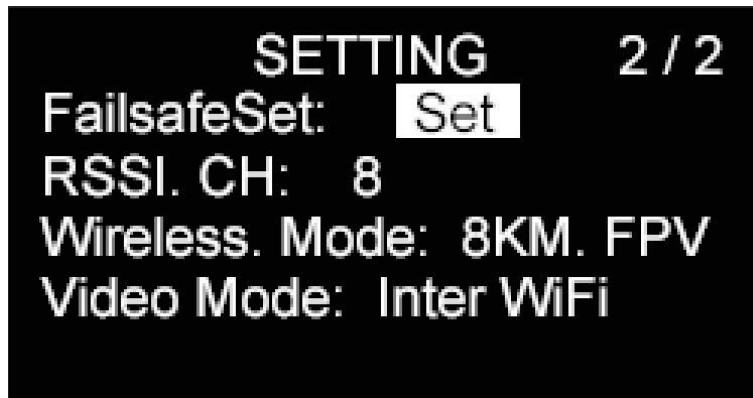 SETTING 2 / 2
FailsafeSet: Set
RSSI. CH: 8
Wireless. Mode: 8KM. FPV
Video Mode: Inter WiFi